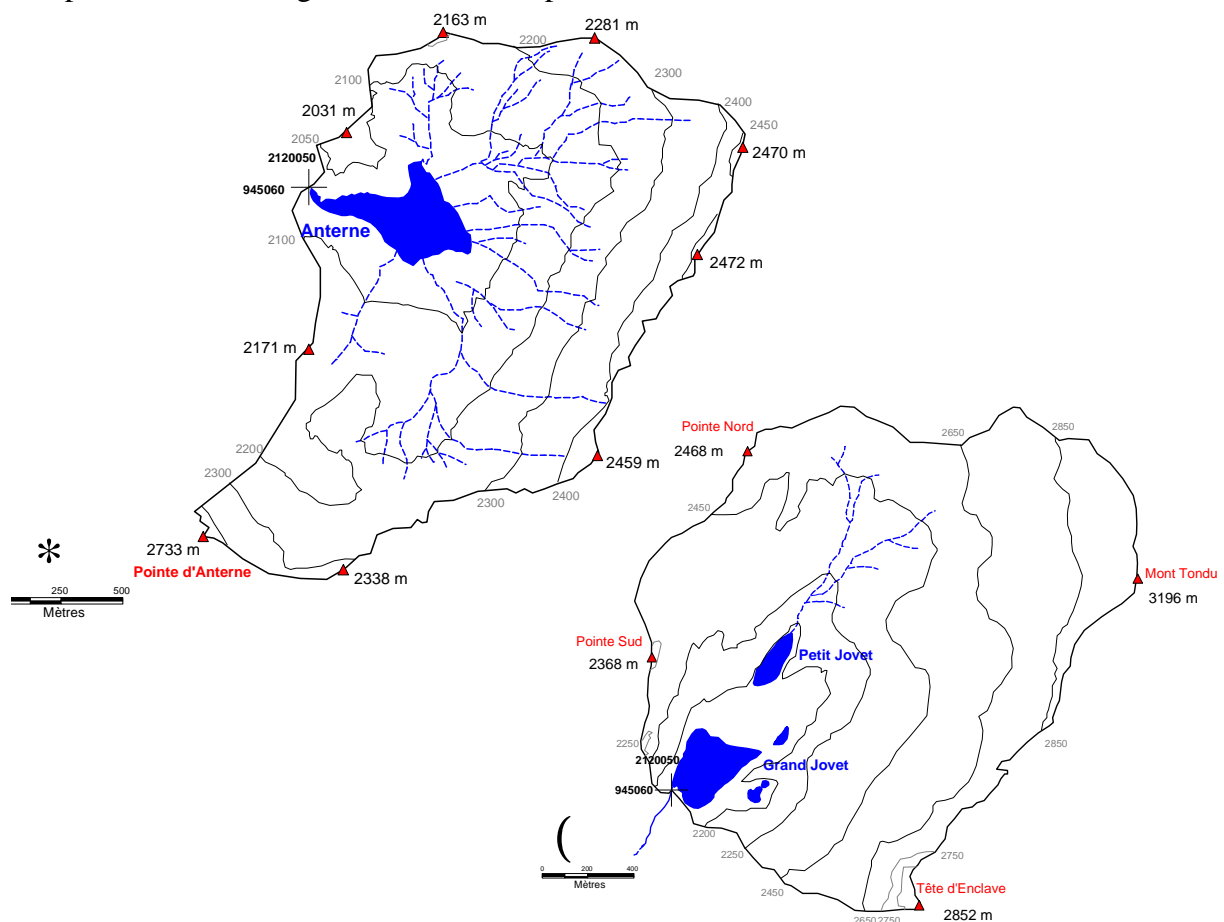 2163 m
2281 m
2200
2300
2100
2400
2031 m
2450
2050
2470 m
2120050
945060
Anterne
2100
2472 m
2171 m
2200
2300
2459 m
2400
2300
2733 m
Pointe d'Anterne
2338 m
*
250 500
Mètres
Pointe Nord
2468 m
2650
2850
2450
Mont Tondu
3196 m
Pointe Sud
2368 m
Petit Jovet
2250
2120050
2850
Grand Jovet
945060
(
2200
2250
2750
0 200 400
Mètres
2450
Tête d'Enclave
2650
2750
2852 m